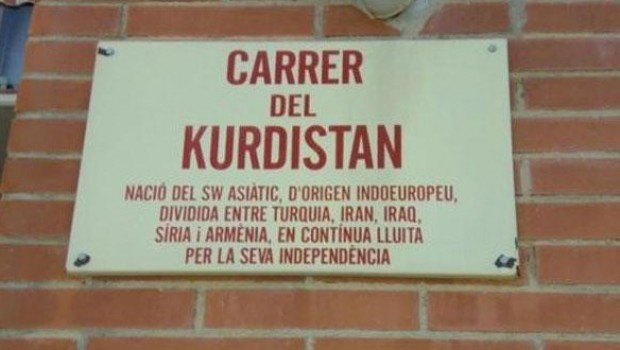 CARRER
DEL
KURDISTAN
NACIÓ DEL SW ASIÀTIC, D'ORIGEN INDOEUROPEU,
DIVIDIDA ENTRE TURQUIA, IRAN, IRAQ,
SÍRIA i ARMÈNIA, EN CONTÍNUA LLUITA
PER LA SEVA INDEPENDÈNCIA